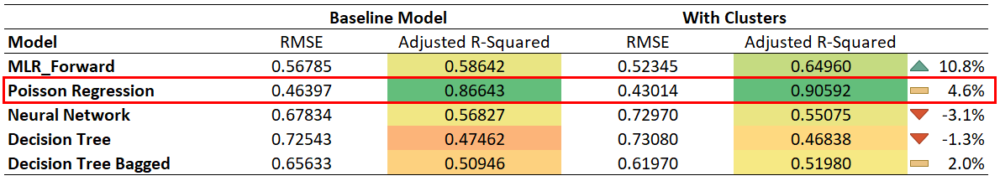 Baseline Model With Clusters
Model RMSE Adjusted R-Squared RMSE Adjusted R-Squared
MLR_Forward 0.56785 0.58642 0.52345 0.64960 10.8%
Poisson Regression 0.46397 0.86643 0.43014 0.90592 4.6%
Neural Network 0.67834 0.56827 0.72970 0.55075 -3.1%
Decision Tree 0.72543 0.47462 0.73080 0.46838 -1.3%
Decision Tree Bagged 0.65633 0.50946 0.61970 0.51980 2.0%